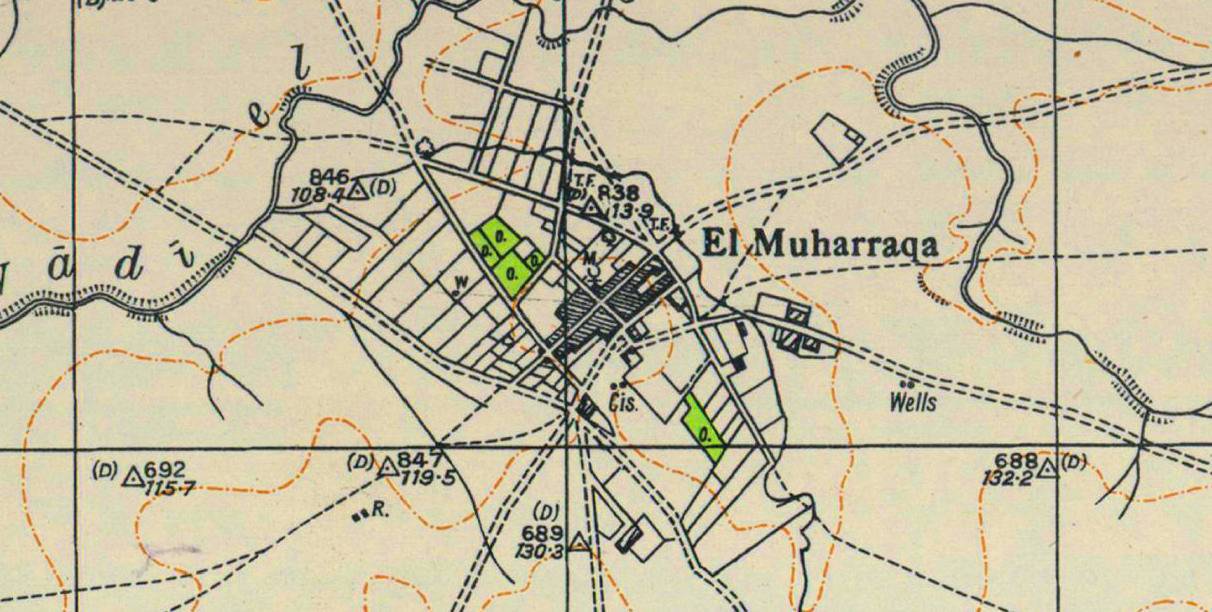 el
Wādī
846
108·4
(D)
T.F.
838
13·9
T.F.
El Muharraqa
O.
O.
O.
O.
M.
W
Cis.
Wells
O.
(D)
692
115·7
(D)
847
119·5
R.
(D)
689
130·3
688
132·2
(D)